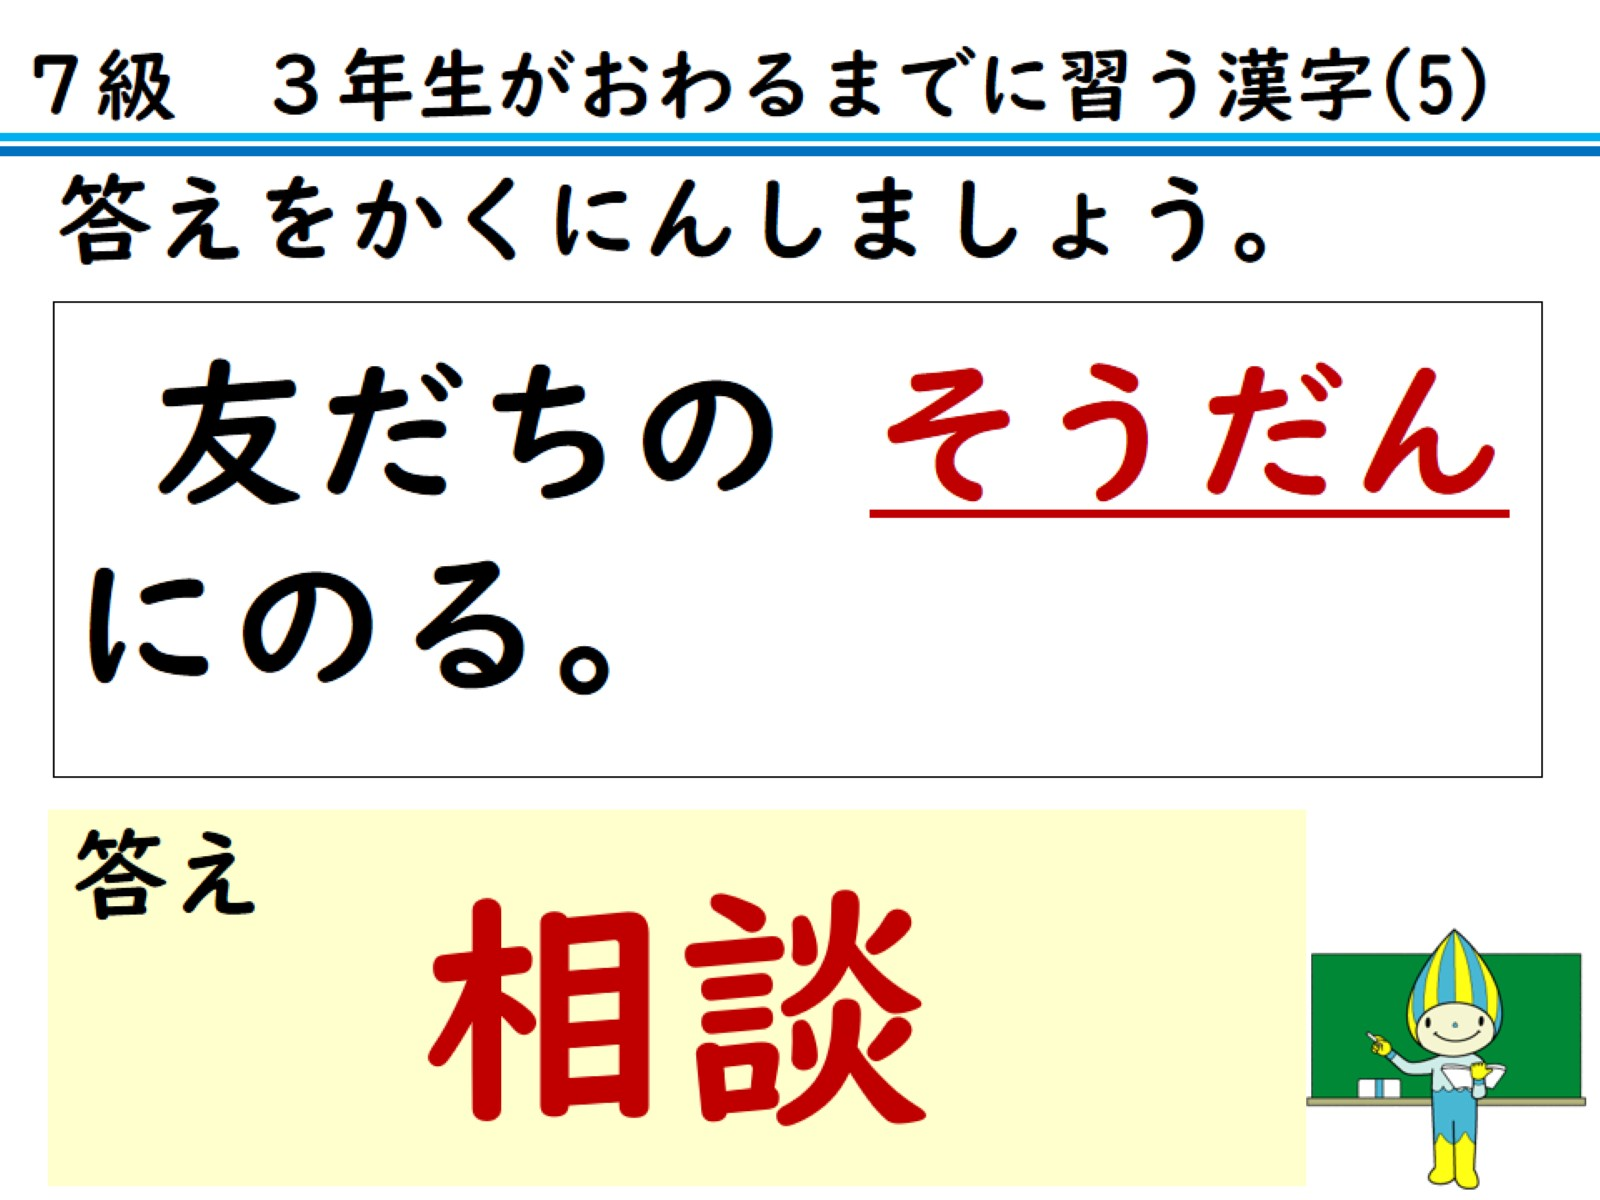 ７級　３年生がおわるまでに習う漢字(5)
答えをかくにんしましょう。
友だちの そうだん
にのる。
答え
相談